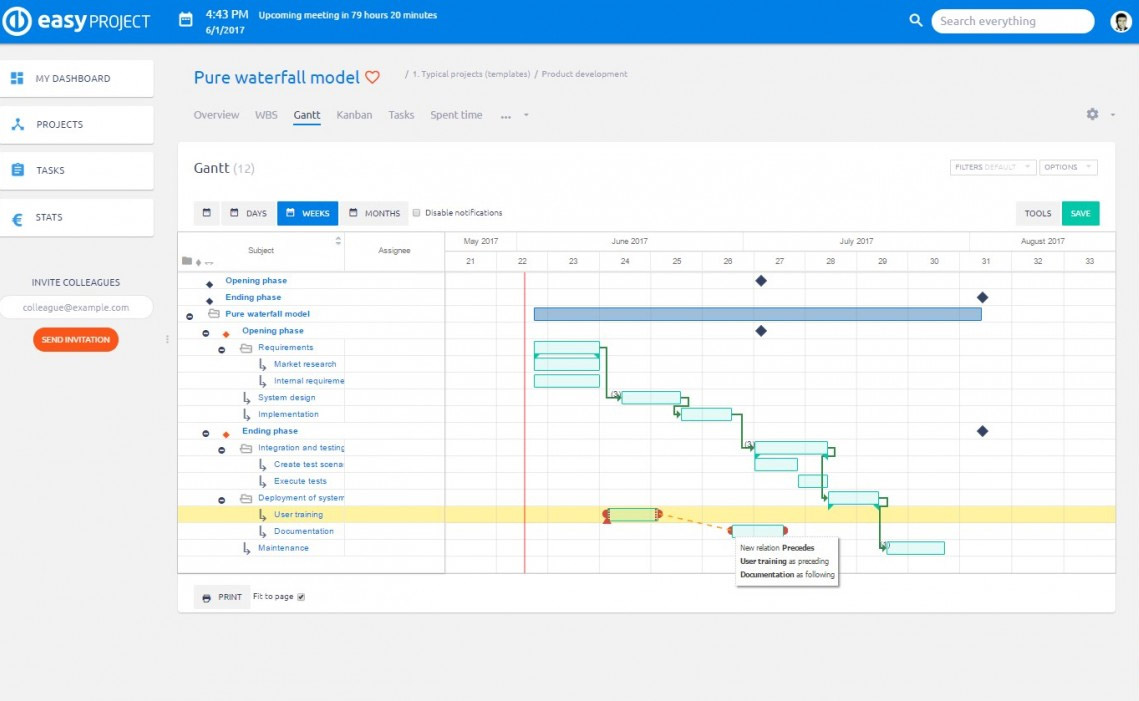 easy PROJECT
4:43 PM Upcoming meeting in 79 hours 20 minutes
6/1/2017
Search everything
MY DASHBOARD
PROJECTS
TASKS
STATS
INVITE COLLEAGUES
colleague@example.com
SEND INVITATION
Pure waterfall model / 1. Typical projects (templates) / Product development
Overview WBS Gantt Kanban Tasks Spent time ...
Gantt (12) FILTERS DEFAULT OPTIONS
DAYS WEEKS MONTHS Disable notifications TOOLS SAVE
Subject Assignee May 2017 June 2017 July 2017 August 2017
21 22 23 24 25 26 27 28 29 30 31 32 33
Opening phase
Ending phase
Pure waterfall model
Opening phase
Requirements
Market research
Internal requireme
System design
Implementation
Ending phase
Integration and testing
Create test scena
Execute tests
Deployment of system
User training
Documentation
Maintenance
New relation Precedes
User training as preceding
Documentation as following
PRINT Fit to page